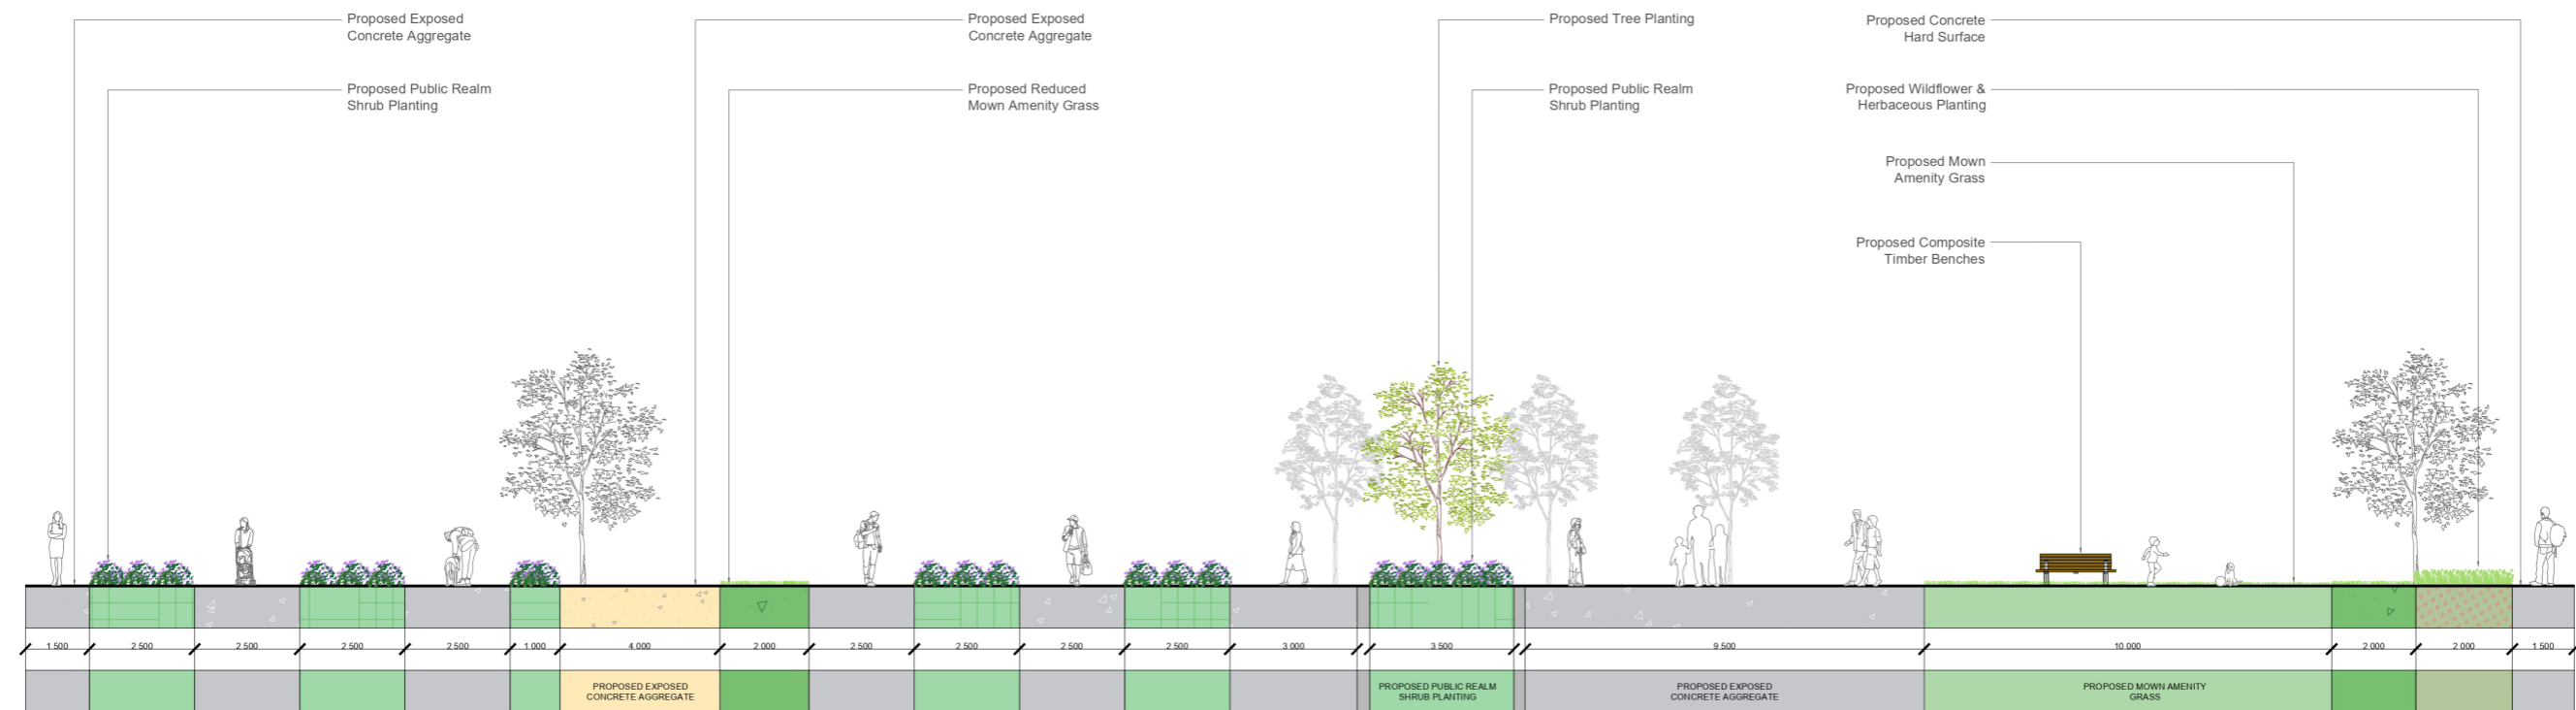 Proposed Exposed
Concrete Aggregate
Proposed Public Realm
Shrub Planting
Proposed Exposed
Concrete Aggregate
Proposed Reduced
Mown Amenity Grass
Proposed Tree Planting
Proposed Public Realm
Shrub Planting
Proposed Concrete
Hard Surface
Proposed Wildflower &
Herbaceous Planting
Proposed Mown
Amenity Grass
Proposed Composite
Timber Benches
1 500 2 500 2 500 2 500 2 500 1 000 4 000 2 000 2 500 2 500 2 500 2 500 3 000 3 500 9 500 10 000 2 000 2 000 1 500
PROPOSED EXPOSED
CONCRETE AGGREGATE
PROPOSED PUBLIC REALM
SHRUB PLANTING
PROPOSED EXPOSED
CONCRETE AGGREGATE
PROPOSED MOWN AMENITY
GRASS